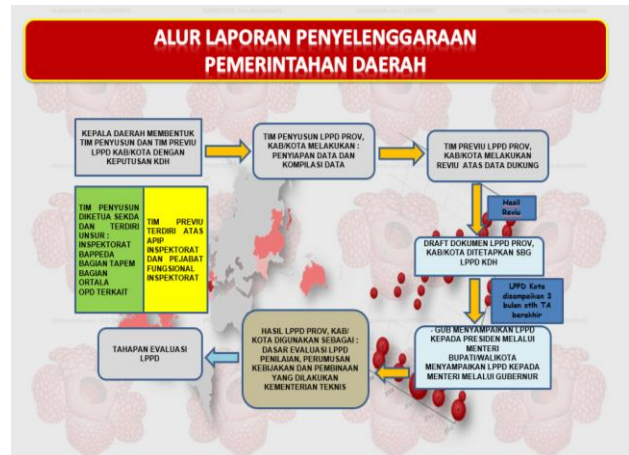 ALUR LAPORAN PENYELENGGARAAN
PEMERINTAHAN DAERAH
KEPALA DAERAH MEMBENTUK
TIM PENYUSUN DAN TIM PREVIU
LPPD KAB/KOTA DENGAN
KEPUTUSAN KDH
TIM PENYUSUN LPPD PROV,
KAB/KOTA MELAKUKAN :
PENYIAPAN DATA DAN
KOMPILASI DATA
TIM PREVIU LPPD PROV,
KAB/KOTA MELAKUKAN
REVIU ATAS DATA DUKUNG
TIM PENYUSUN
DIKETUA SEKDA
DAN TERDIRI
UNSUR :
INSPEKTORAT
BAPPEDA
BAGIAN TAPEM
BAGIAN
ORTALA
OPD TERKAIT
TIM PREVIU
TERDIRI ATAS
APIP
INSPEKTORAT
DAN PEJABAT
FUNGSIONAL
INSPEKTORAT
Hasil
Reviu
DRAFT DOKUMEN LPPD PROV,
KAB/KOTA DITETAPKAN SBG
LPPD KDH
LPPD Kota
disampaikan 3
bulan stlh TA
berakhir
- GUB MENYAMPAIKAN LPPD
KEPADA PRESIDEN MELALUI
MENTERI
BUPATI/WALIKOTA
MENYAMPAIKAN LPPD KEPADA
MENTERI MELALUI GUBERNUR
HASIL LPPD PROV, KAB/
KOTA DIGUNAKAN SEBAGAI :
DASAR EVALUASI LPPD
PENILAIAN, PERUMUSAN
KEBIJAKAN DAN PEMBINAAN
YANG DILAKUKAN
KEMENTERIAN TEKNIS
TAHAPAN EVALUASI
LPPD